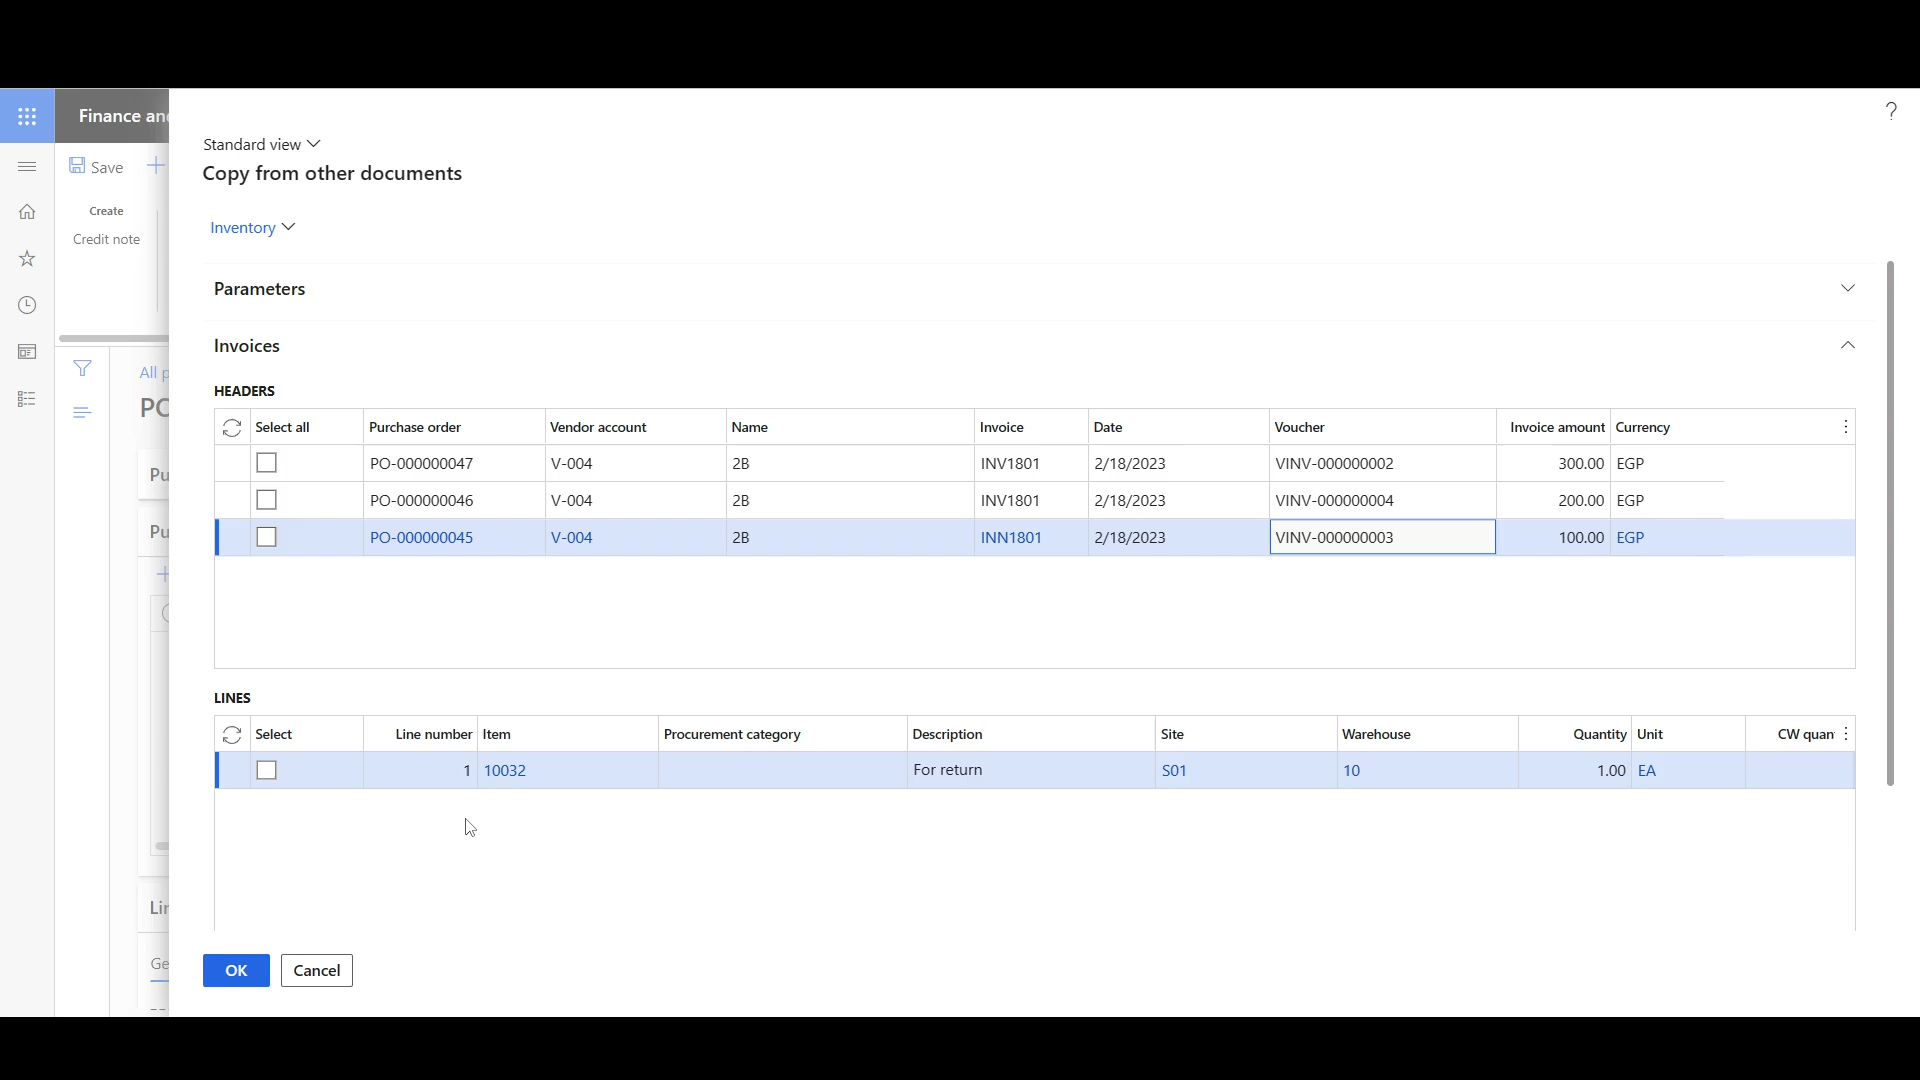 Finance an
?
Standard view
Save
Copy from other documents
Create
Credit note
Inventory
Parameters
Invoices
All p
PO
HEADERS
Select all Purchase order Vendor account Name Invoice Date Voucher Invoice amount Currency
PO-000000047 V-004 2B INV1801 2/18/2023 VINV-000000002 300.00 EGP
PO-000000046 V-004 2B INV1801 2/18/2023 VINV-000000004 200.00 EGP
PO-000000045 V-004 2B INN1801 2/18/2023 VINV-000000003 100.00 EGP
Pu
Pu
LINES
Select Line number Item Procurement category Description Site Warehouse Quantity Unit CW quan
1 10032 For return S01 10 1.00 EA
Lin
Ge
OK Cancel